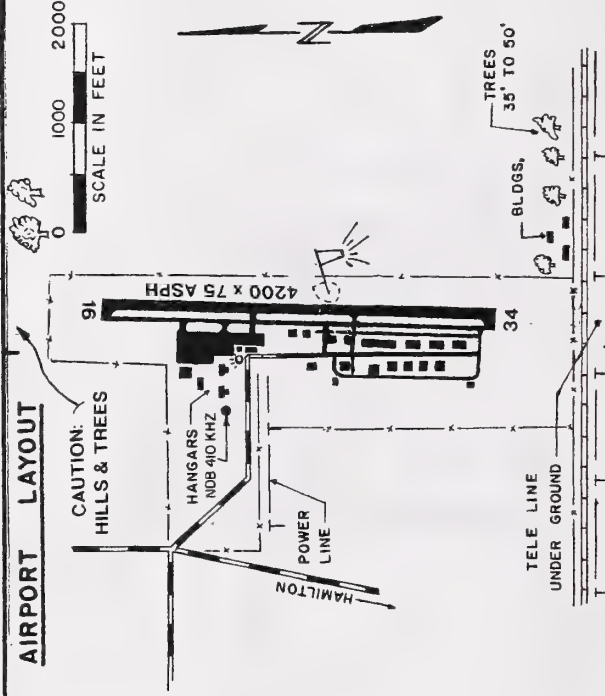 AIRPORT LAYOUT
CAUTION:
HILLS & TREES
0 1000 2000
SCALE IN FEET
N
16
4200 x 75 ASPH
34
HANGARS
NDB 410 KHZ
POWER
LINE
HAMILTON
TREES
35' TO 50'
BLDGS.
TELE LINE
UNDER GROUND